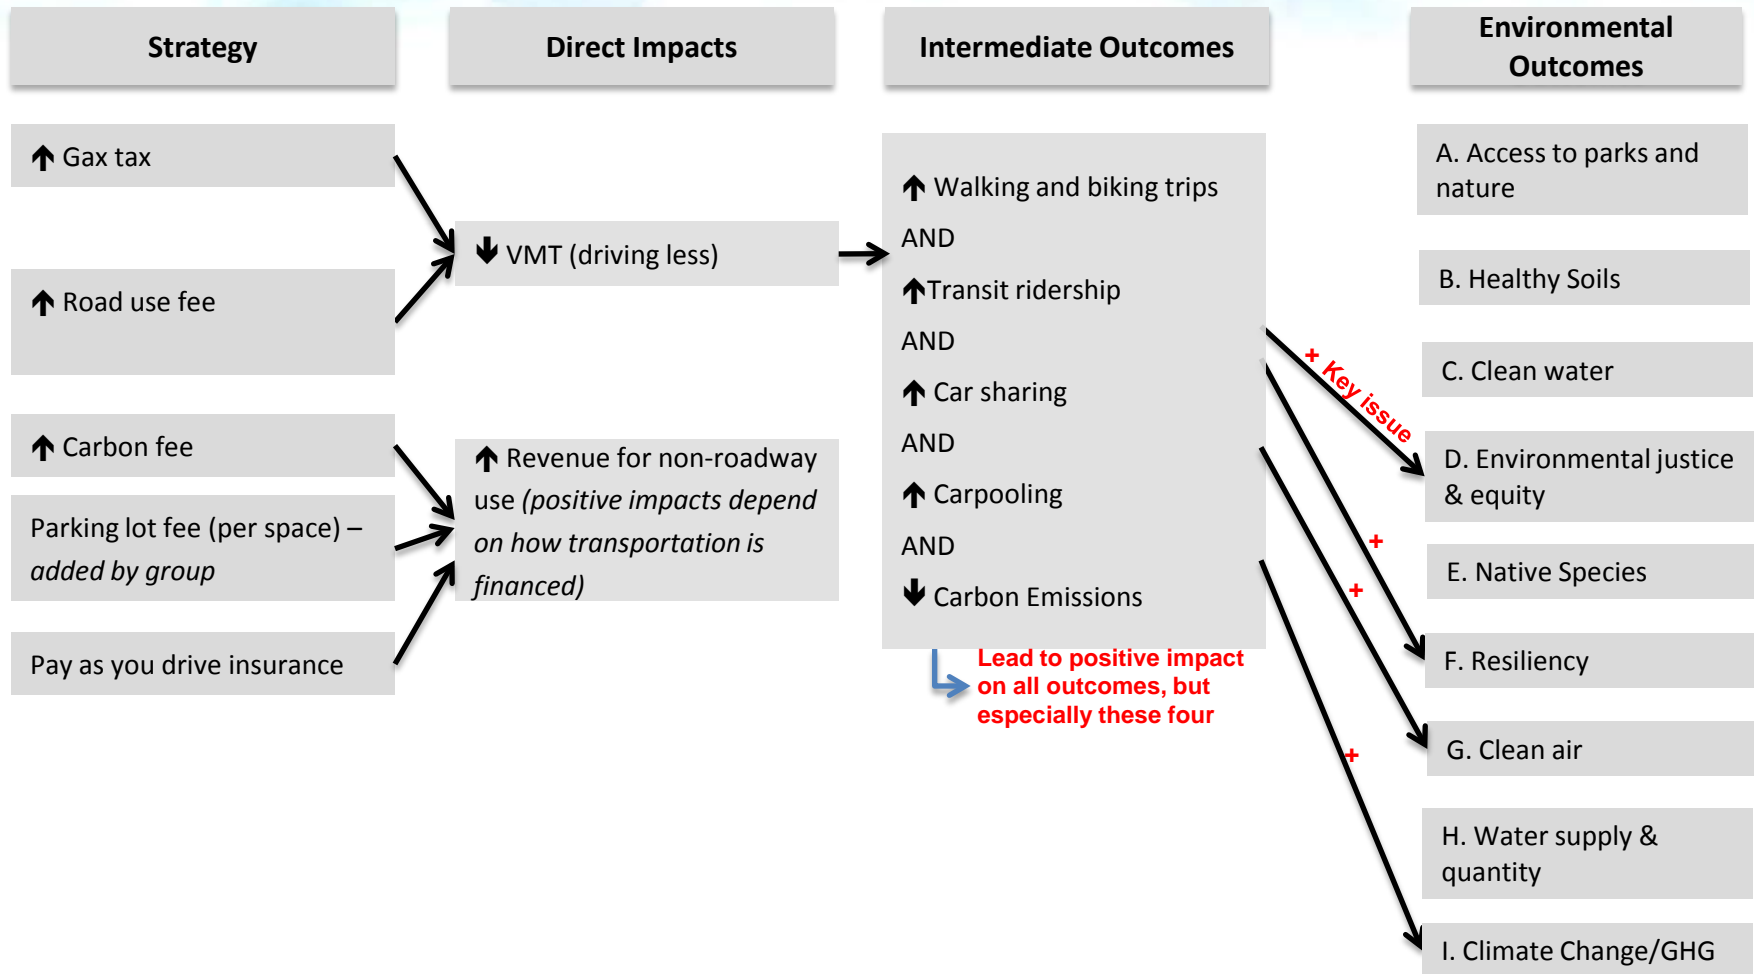 Strategy
Direct Impacts
Intermediate Outcomes
Environmental
Outcomes
↑ Gax tax
↑ Road use fee
↑ Carbon fee
Parking lot fee (per space) –
added by group
Pay as you drive insurance
↓ VMT (driving less)
↑ Revenue for non-roadway
use (positive impacts depend
on how transportation is
financed)
↑ Walking and biking trips
AND
↑Transit ridership
AND
↑ Car sharing
AND
↑ Carpooling
AND
↓ Carbon Emissions
Lead to positive impact
on all outcomes, but
especially these four
+ Key issue
+
+
+
A. Access to parks and
nature
B. Healthy Soils
C. Clean water
D. Environmental justice
& equity
E. Native Species
F. Resiliency
G. Clean air
H. Water supply &
quantity
I. Climate Change/GHG